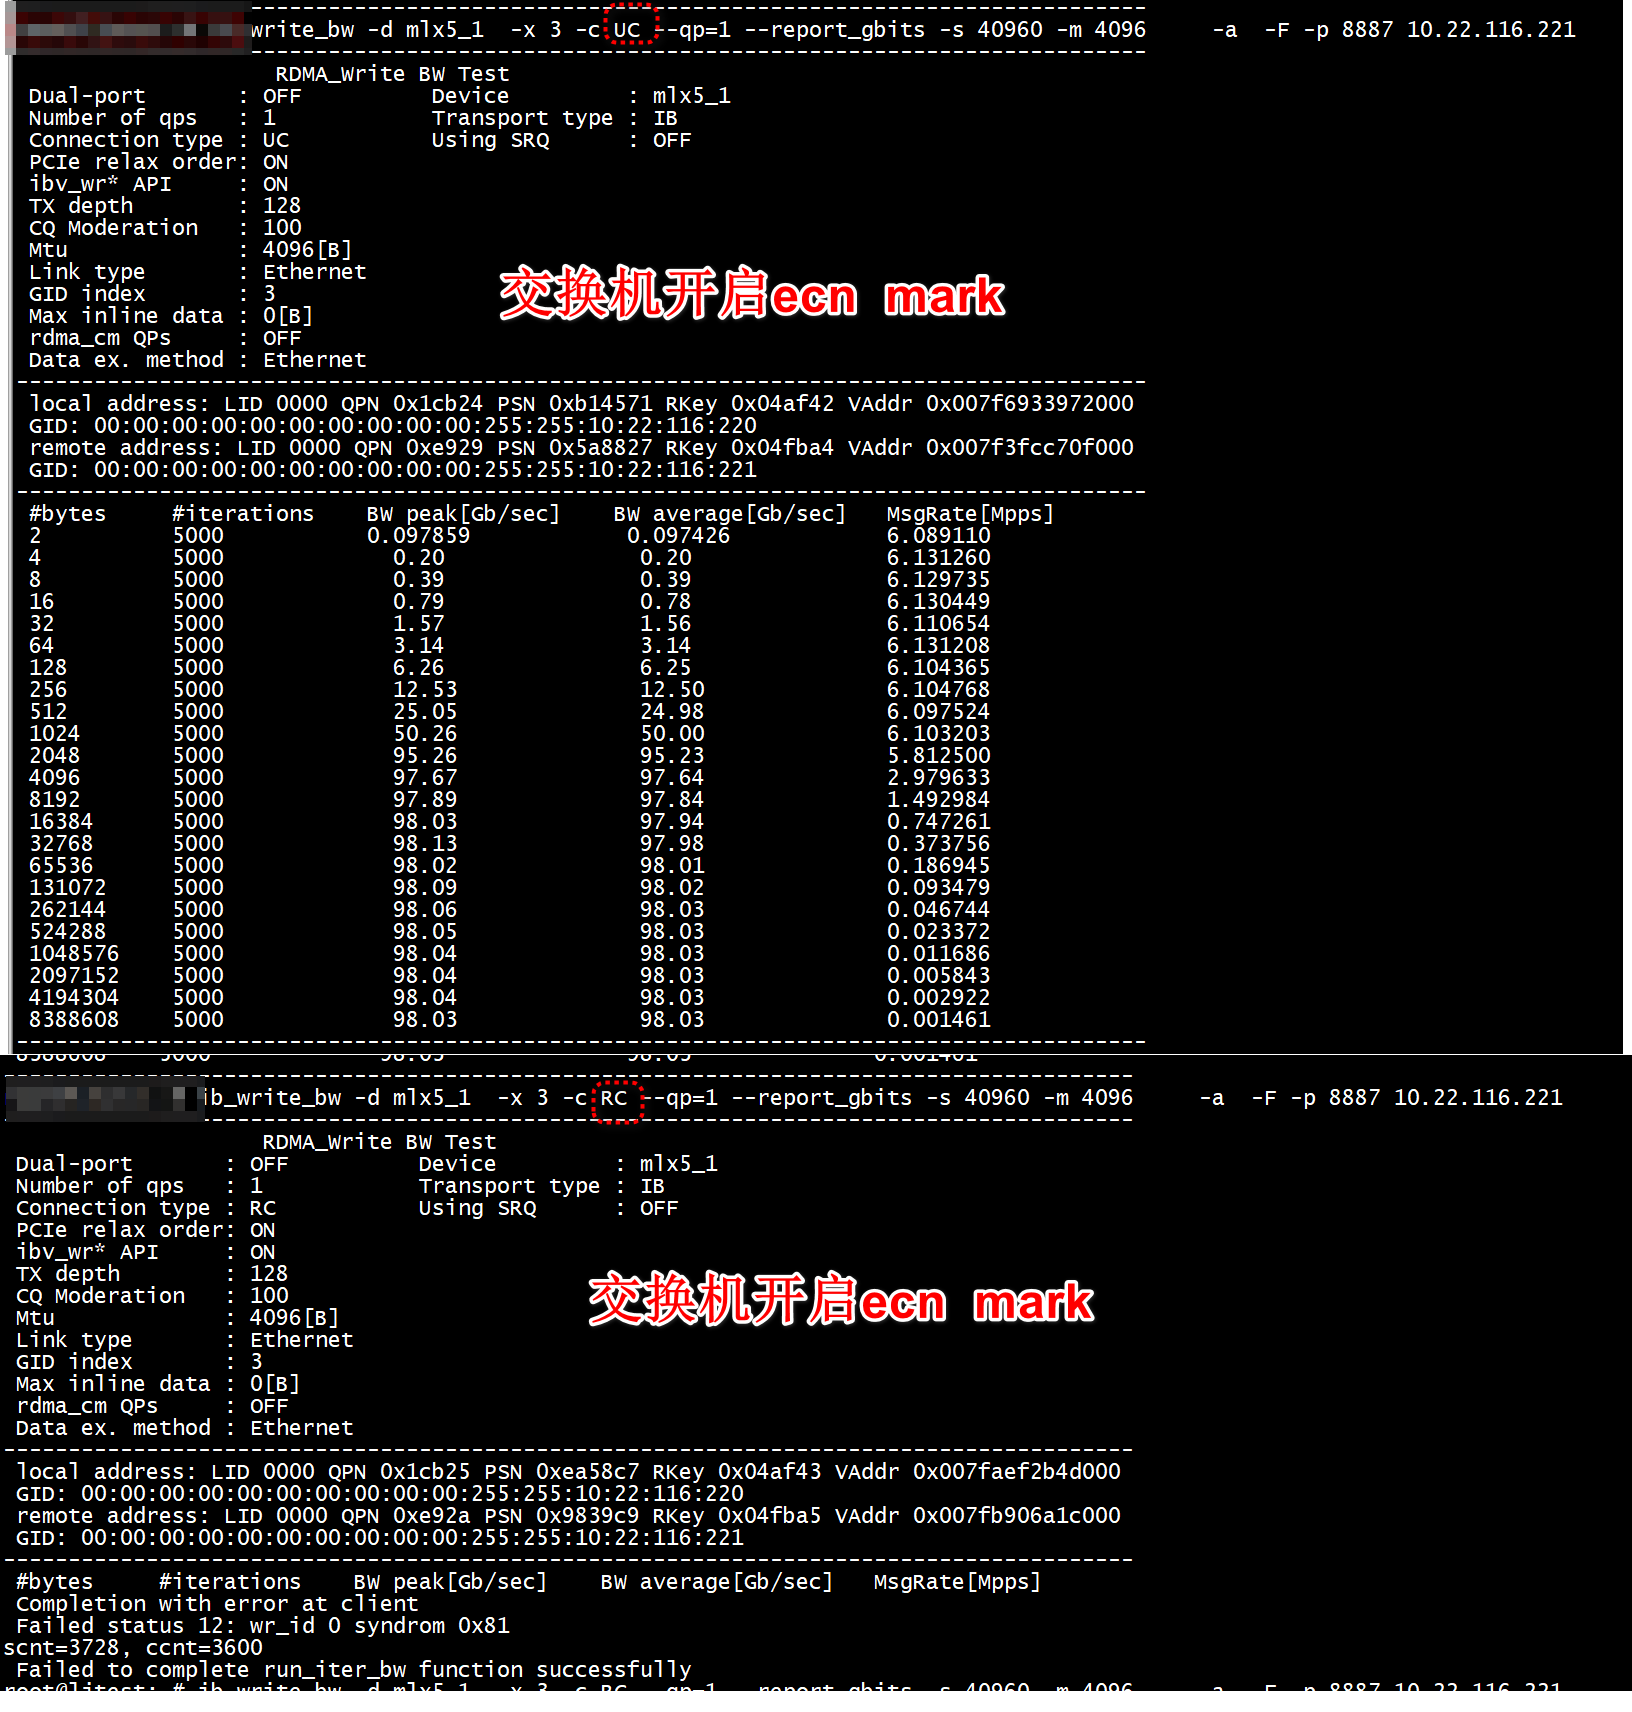 write_bw -d mlx5_1 -x 3 -c UC --qp=1 --report_gbits -s 40960 -m 4096 -a -F -p 8887 10.22.116.221
RDMA_Write BW Test
Dual-port : OFF Device : mlx5_1
Number of qps : 1 Transport type : IB
Connection type : UC Using SRQ : OFF
PCIe relax order: ON
ibv_wr* API : ON
TX depth : 128
CQ Moderation : 100
Mtu : 4096[B]
Link type : Ethernet
交换机开启ecn mark
GID index : 3
Max inline data : 0[B]
rdma_cm QPs : OFF
Data ex. method : Ethernet
local address: LID 0000 QPN 0x1cb24 PSN 0xb14571 RKey 0x04af42 VAddr 0x007f6933972000
GID: 00:00:00:00:00:00:00:00:00:00:255:255:10:22:116:220
remote address: LID 0000 QPN 0xe929 PSN 0x5a8827 RKey 0x04fba4 VAddr 0x007f3fcc70f000
GID: 00:00:00:00:00:00:00:00:00:00:255:255:10:22:116:221
#bytes #iterations BW peak[Gb/sec] BW average[Gb/sec] MsgRate[Mpps]
2 5000 0.097859 0.097426 6.089110
4 5000 0.20 0.20 6.131260
8 5000 0.39 0.39 6.129735
16 5000 0.79 0.78 6.130449
32 5000 1.57 1.56 6.110654
64 5000 3.14 3.14 6.131208
128 5000 6.26 6.25 6.104365
256 5000 12.53 12.50 6.104768
512 5000 25.05 24.98 6.097524
1024 5000 50.26 50.00 6.103203
2048 5000 95.26 95.23 5.812500
4096 5000 97.67 97.64 2.979633
8192 5000 97.89 97.84 1.492984
16384 5000 98.03 97.94 0.747261
32768 5000 98.13 97.98 0.373756
65536 5000 98.02 98.01 0.186945
131072 5000 98.09 98.02 0.093479
262144 5000 98.06 98.03 0.046744
524288 5000 98.05 98.03 0.023372
1048576 5000 98.04 98.03 0.011686
2097152 5000 98.04 98.03 0.005843
4194304 5000 98.04 98.03 0.002922
8388608 5000 98.03 98.03 0.001461
8388608 5000 98.03 98.03 0.001461
ib_write_bw -d mlx5_1 -x 3 -c RC --qp=1 --report_gbits -s 40960 -m 4096 -a -F -p 8887 10.22.116.221
RDMA_Write BW Test
Dual-port : OFF Device : mlx5_1
Number of qps : 1 Transport type : IB
Connection type : RC Using SRQ : OFF
PCIe relax order: ON
ibv_wr* API : ON
TX depth : 128
CQ Moderation : 100
交换机开启ecn mark
Mtu : 4096[B]
Link type : Ethernet
GID index : 3
Max inline data : 0[B]
rdma_cm QPs : OFF
Data ex. method : Ethernet
local address: LID 0000 QPN 0x1cb25 PSN 0xea58c7 RKey 0x04af43 VAddr 0x007faef2b4d000
GID: 00:00:00:00:00:00:00:00:00:00:255:255:10:22:116:220
remote address: LID 0000 QPN 0xe92a PSN 0x9839c9 RKey 0x04fba5 VAddr 0x007fb906a1c000
GID: 00:00:00:00:00:00:00:00:00:00:255:255:10:22:116:221
#bytes #iterations BW peak[Gb/sec] BW average[Gb/sec] MsgRate[Mpps]
Completion with error at client
Failed status 12: wr_id 0 syndrom 0x81
scnt=3728, ccnt=3600
Failed to complete run_iter_bw function successfully
root@litest: # ib_write_bw -d mlx5_1 -x 3 -c RC --qp=1 --report_gbits -s 40960 -m 4096 -a -F -p 8887 10.22.116.221